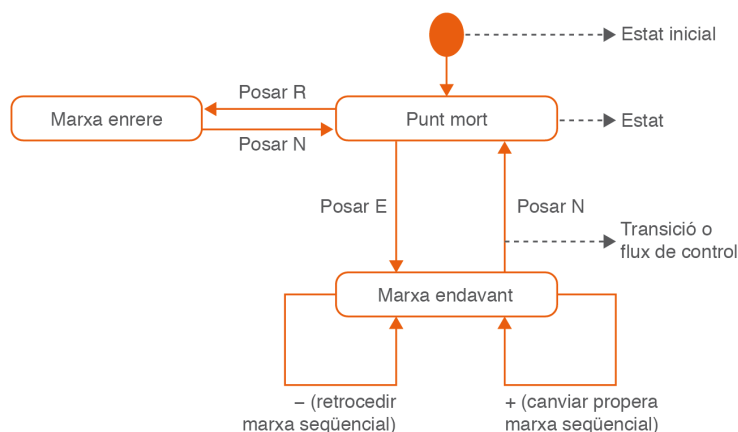 Estat inicial
Posar R
Marxa enrere
Punt mort
Estat
Posar N
Posar E
Posar N
Transició o
flux de control
Marxa endavant
− (retrocedir
marxa seqüencial)
+ (canviar propera
marxa seqüencial)